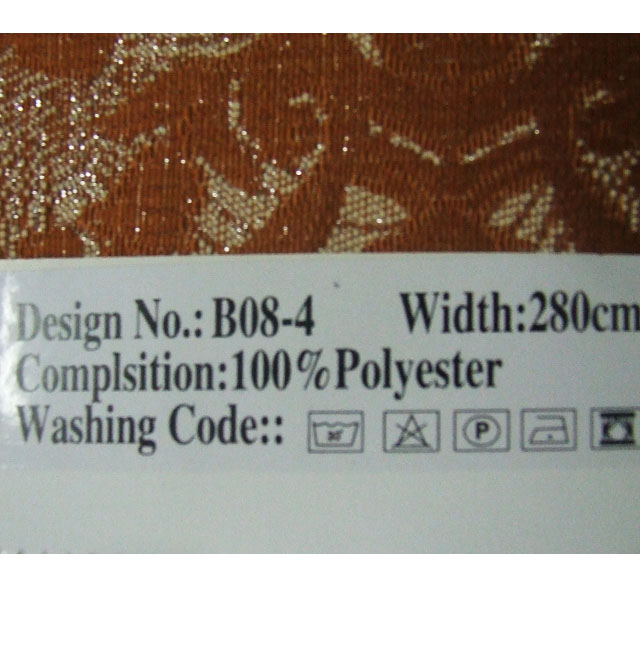 Design No.: B08-4 Width:280cm
Complsition:100%Polyester
Washing Code::
P